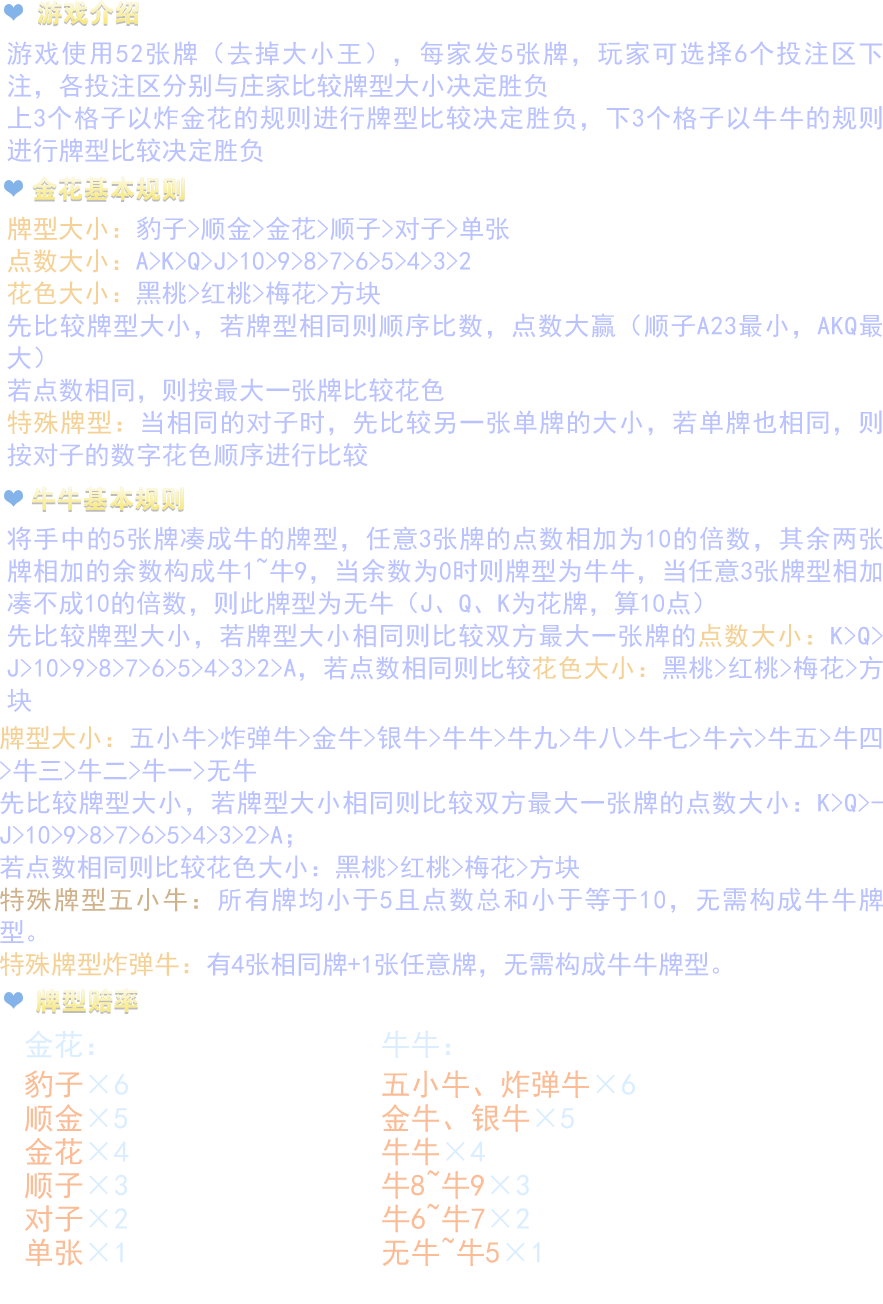 游戏介绍
游戏使用52张牌（去掉大小王），每家发5张牌，玩家可选择6个投注区下
注，各投注区分别与庄家比较牌型大小决定胜负
上3个格子以炸金花的规则进行牌型比较决定胜负，下3个格子以牛牛的规则
进行牌型比较决定胜负
金花基本规则
牌型大小：豹子>顺金>金花>顺子>对子>单张
点数大小：A>K>Q>J>10>9>8>7>6>5>4>3>2
花色大小：黑桃>红桃>梅花>方块
先比较牌型大小，若牌型相同则顺序比数，点数大赢（顺子A23最小，AKQ最
大）
若点数相同，则按最大一张牌比较花色
特殊牌型：当相同的对子时，先比较另一张单牌的大小，若单牌也相同，则
按对子的数字花色顺序进行比较
牛牛基本规则
将手中的5张牌凑成牛的牌型，任意3张牌的点数相加为10的倍数，其余两张
牌相加的余数构成牛1~牛9，当余数为0时则牌型为牛牛，当任意3张牌型相加
凑不成10的倍数，则此牌型为无牛（J、Q、K为花牌，算10点）
先比较牌型大小，若牌型大小相同则比较双方最大一张牌的点数大小：K>Q>
J>10>9>8>7>6>5>4>3>2>A，若点数相同则比较花色大小：黑桃>红桃>梅花>方
块
牌型大小：五小牛>炸弹牛>金牛>银牛>牛牛>牛九>牛八>牛七>牛六>牛五>牛四
>牛三>牛二>牛一>无牛
先比较牌型大小，若牌型大小相同则比较双方最大一张牌的点数大小：K>Q>-
J>10>9>8>7>6>5>4>3>2>A；
若点数相同则比较花色大小：黑桃>红桃>梅花>方块
特殊牌型五小牛：所有牌均小于5且点数总和小于等于10，无需构成牛牛牌
型。
特殊牌型炸弹牛：有4张相同牌+1张任意牌，无需构成牛牛牌型。
牌型赔率
金花： 牛牛：
豹子×6 五小牛、炸弹牛×6
顺金×5 金牛、银牛×5
金花×4 牛牛×4
顺子×3 牛8~牛9×3
对子×2 牛6~牛7×2
单张×1 无牛~牛5×1